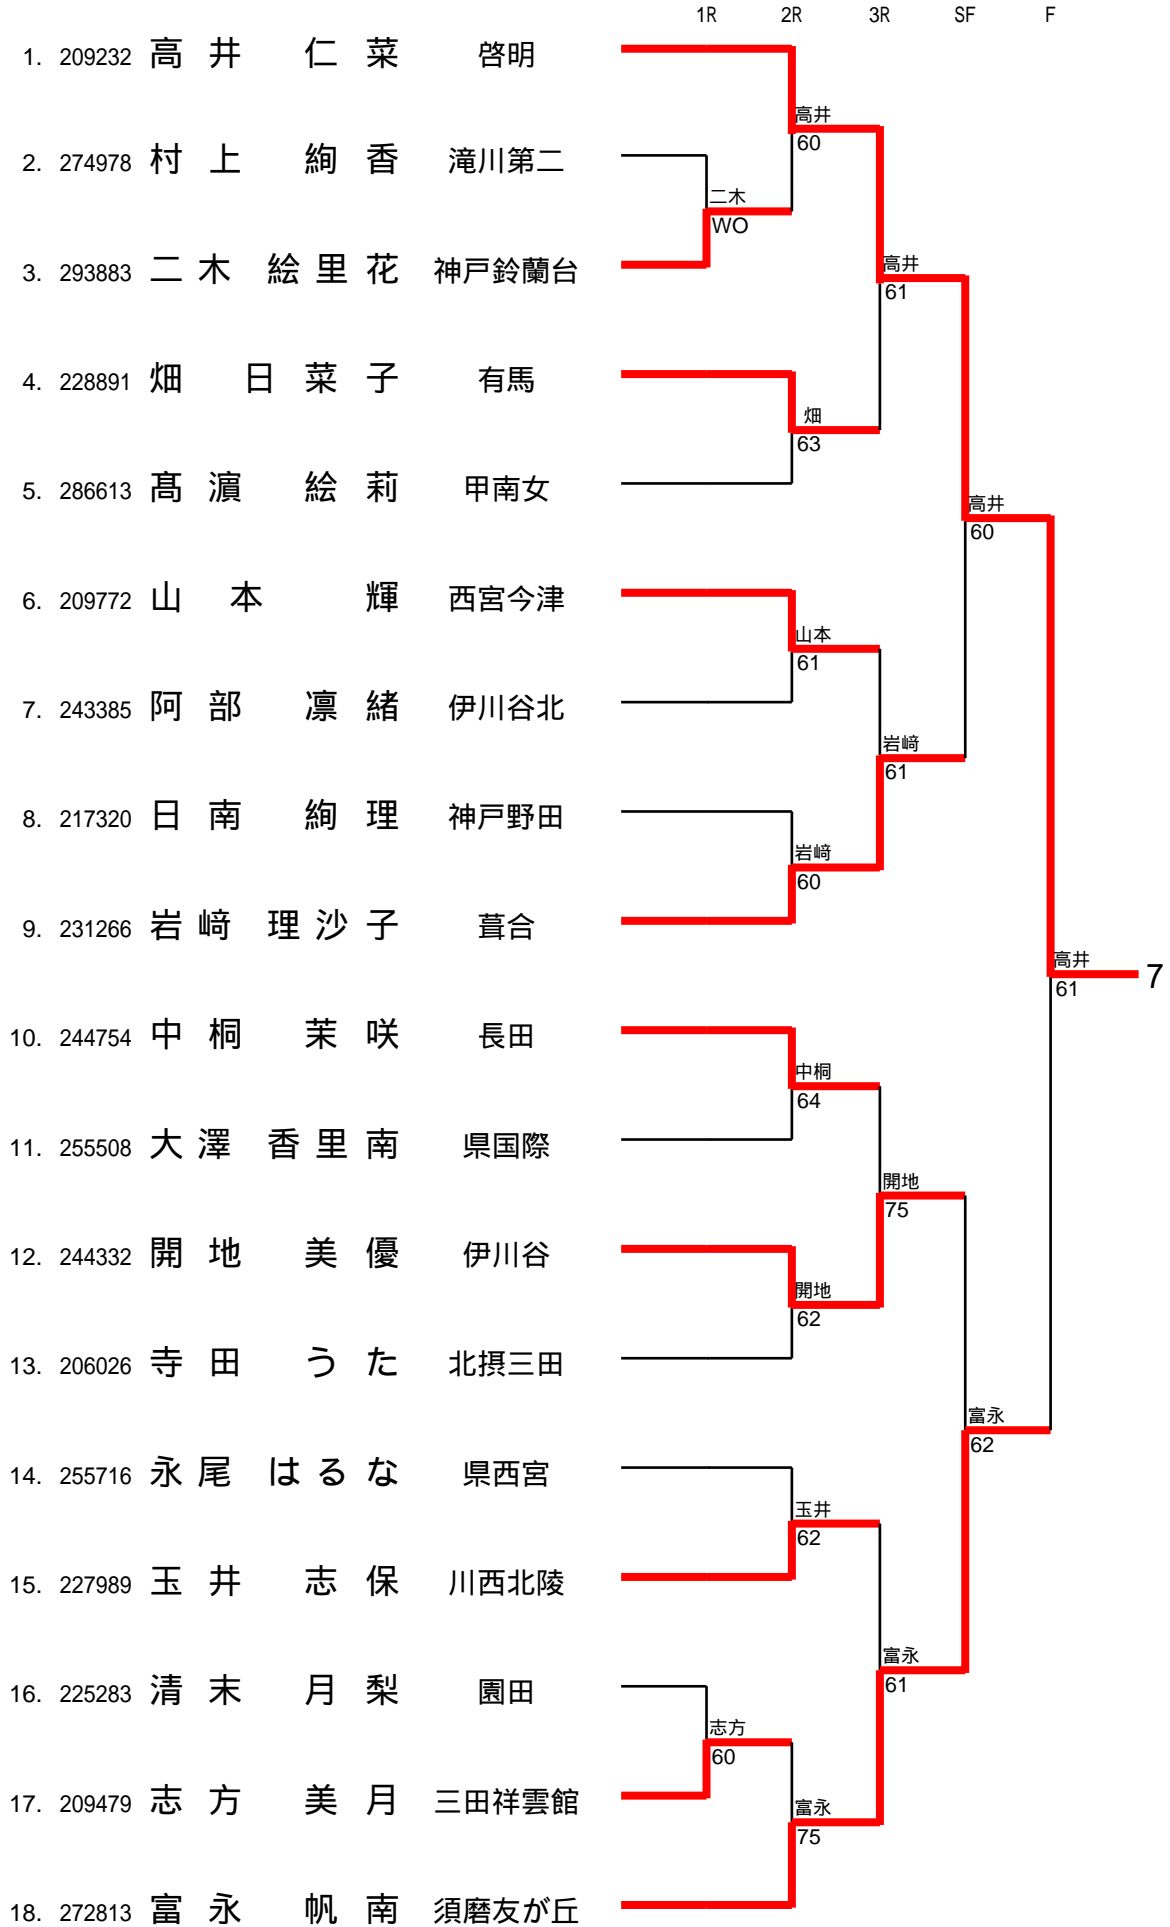 1R 2R 3R SF F
1. 209232 高井 仁菜 啓明
高井
60
2. 274978 村上 絢香 滝川第二
二木
WO
3. 293883 二木 絵里花 神戸鈴蘭台
高井
61
4. 228891 畑 日菜子 有馬
畑
63
5. 286613 髙濵 絵莉 甲南女
高井
60
6. 209772 山本 輝 西宮今津
山本
61
7. 243385 阿部 凛緒 伊川谷北
岩﨑
61
8. 217320 日南 絢理 神戸野田
岩﨑
60
9. 231266 岩﨑 理沙子 葺合
高井
61
7
10. 244754 中桐 茉咲 長田
中桐
64
11. 255508 大澤 香里南 県国際
開地
75
12. 244332 開地 美優 伊川谷
開地
62
13. 206026 寺田 うた 北摂三田
富永
62
14. 255716 永尾 はるな 県西宮
玉井
62
15. 227989 玉井 志保 川西北陵
富永
61
16. 225283 清末 月梨 園田
志方
60
17. 209479 志方 美月 三田祥雲館
富永
75
18. 272813 富永 帆南 須磨友が丘